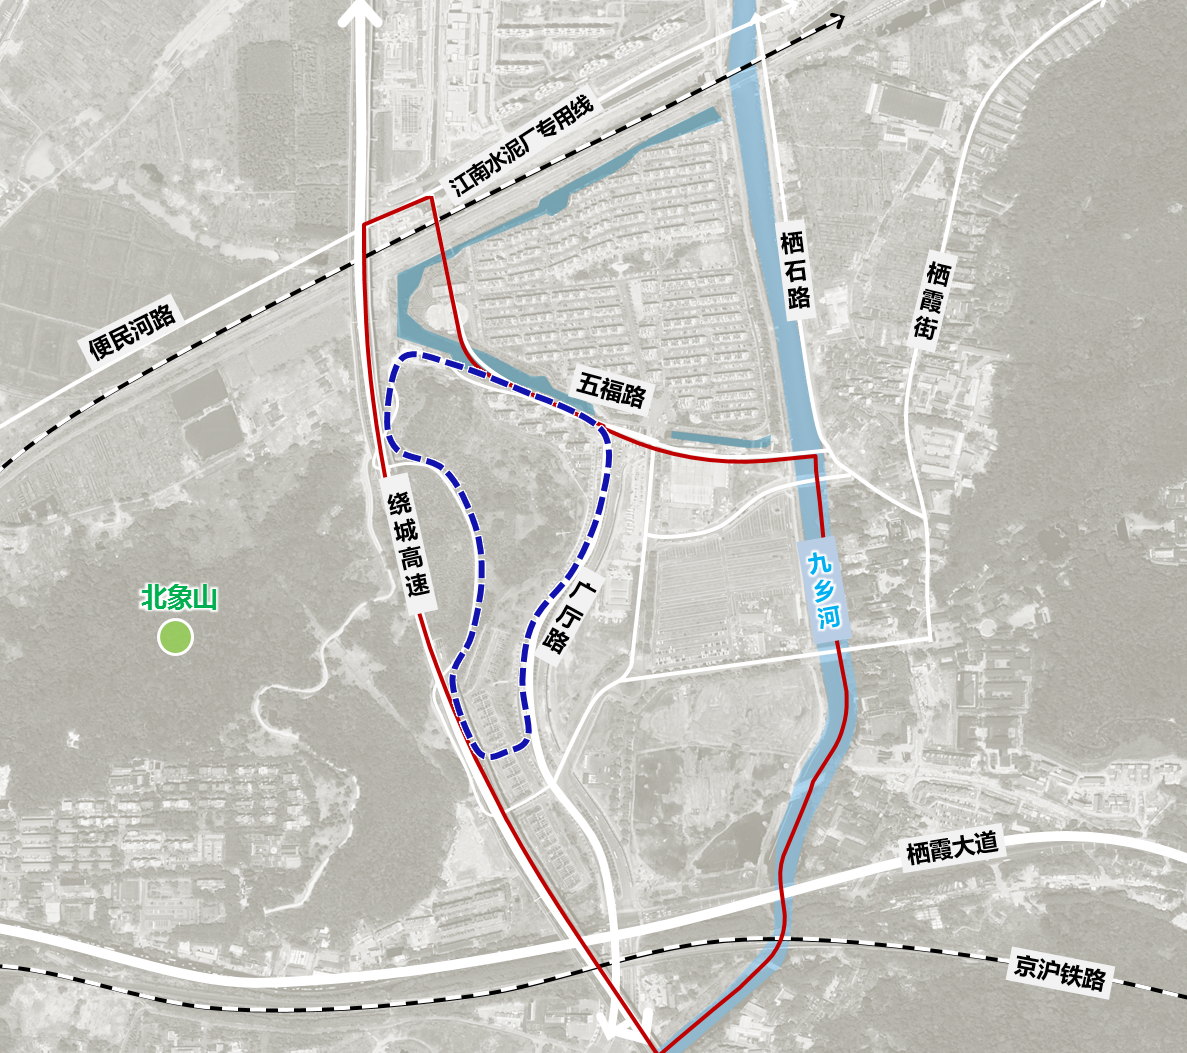 江南水泥厂专用线
栖石路
栖霞街
便民河路
五福路
绕城高速
九乡河
广厅路
北象山
栖霞大道
京沪铁路